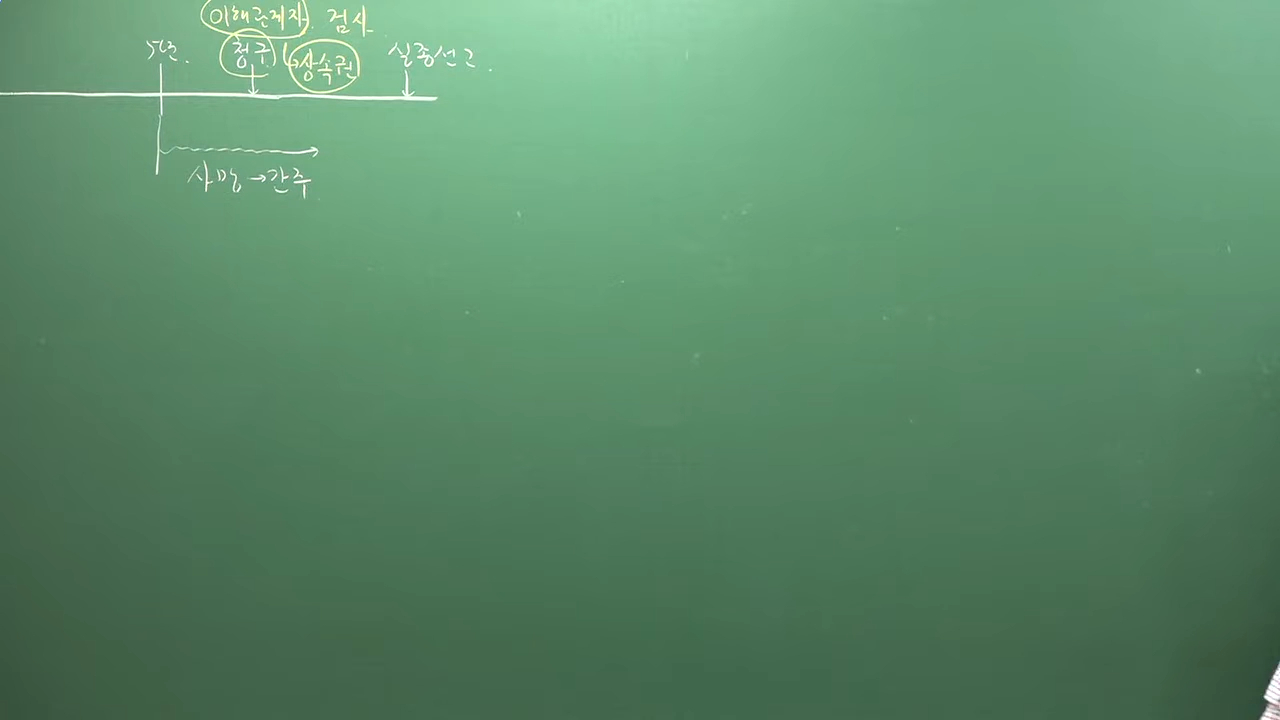 이해관계자. 검사
5년. 청구 실종선고.
→상속권
사망→간주